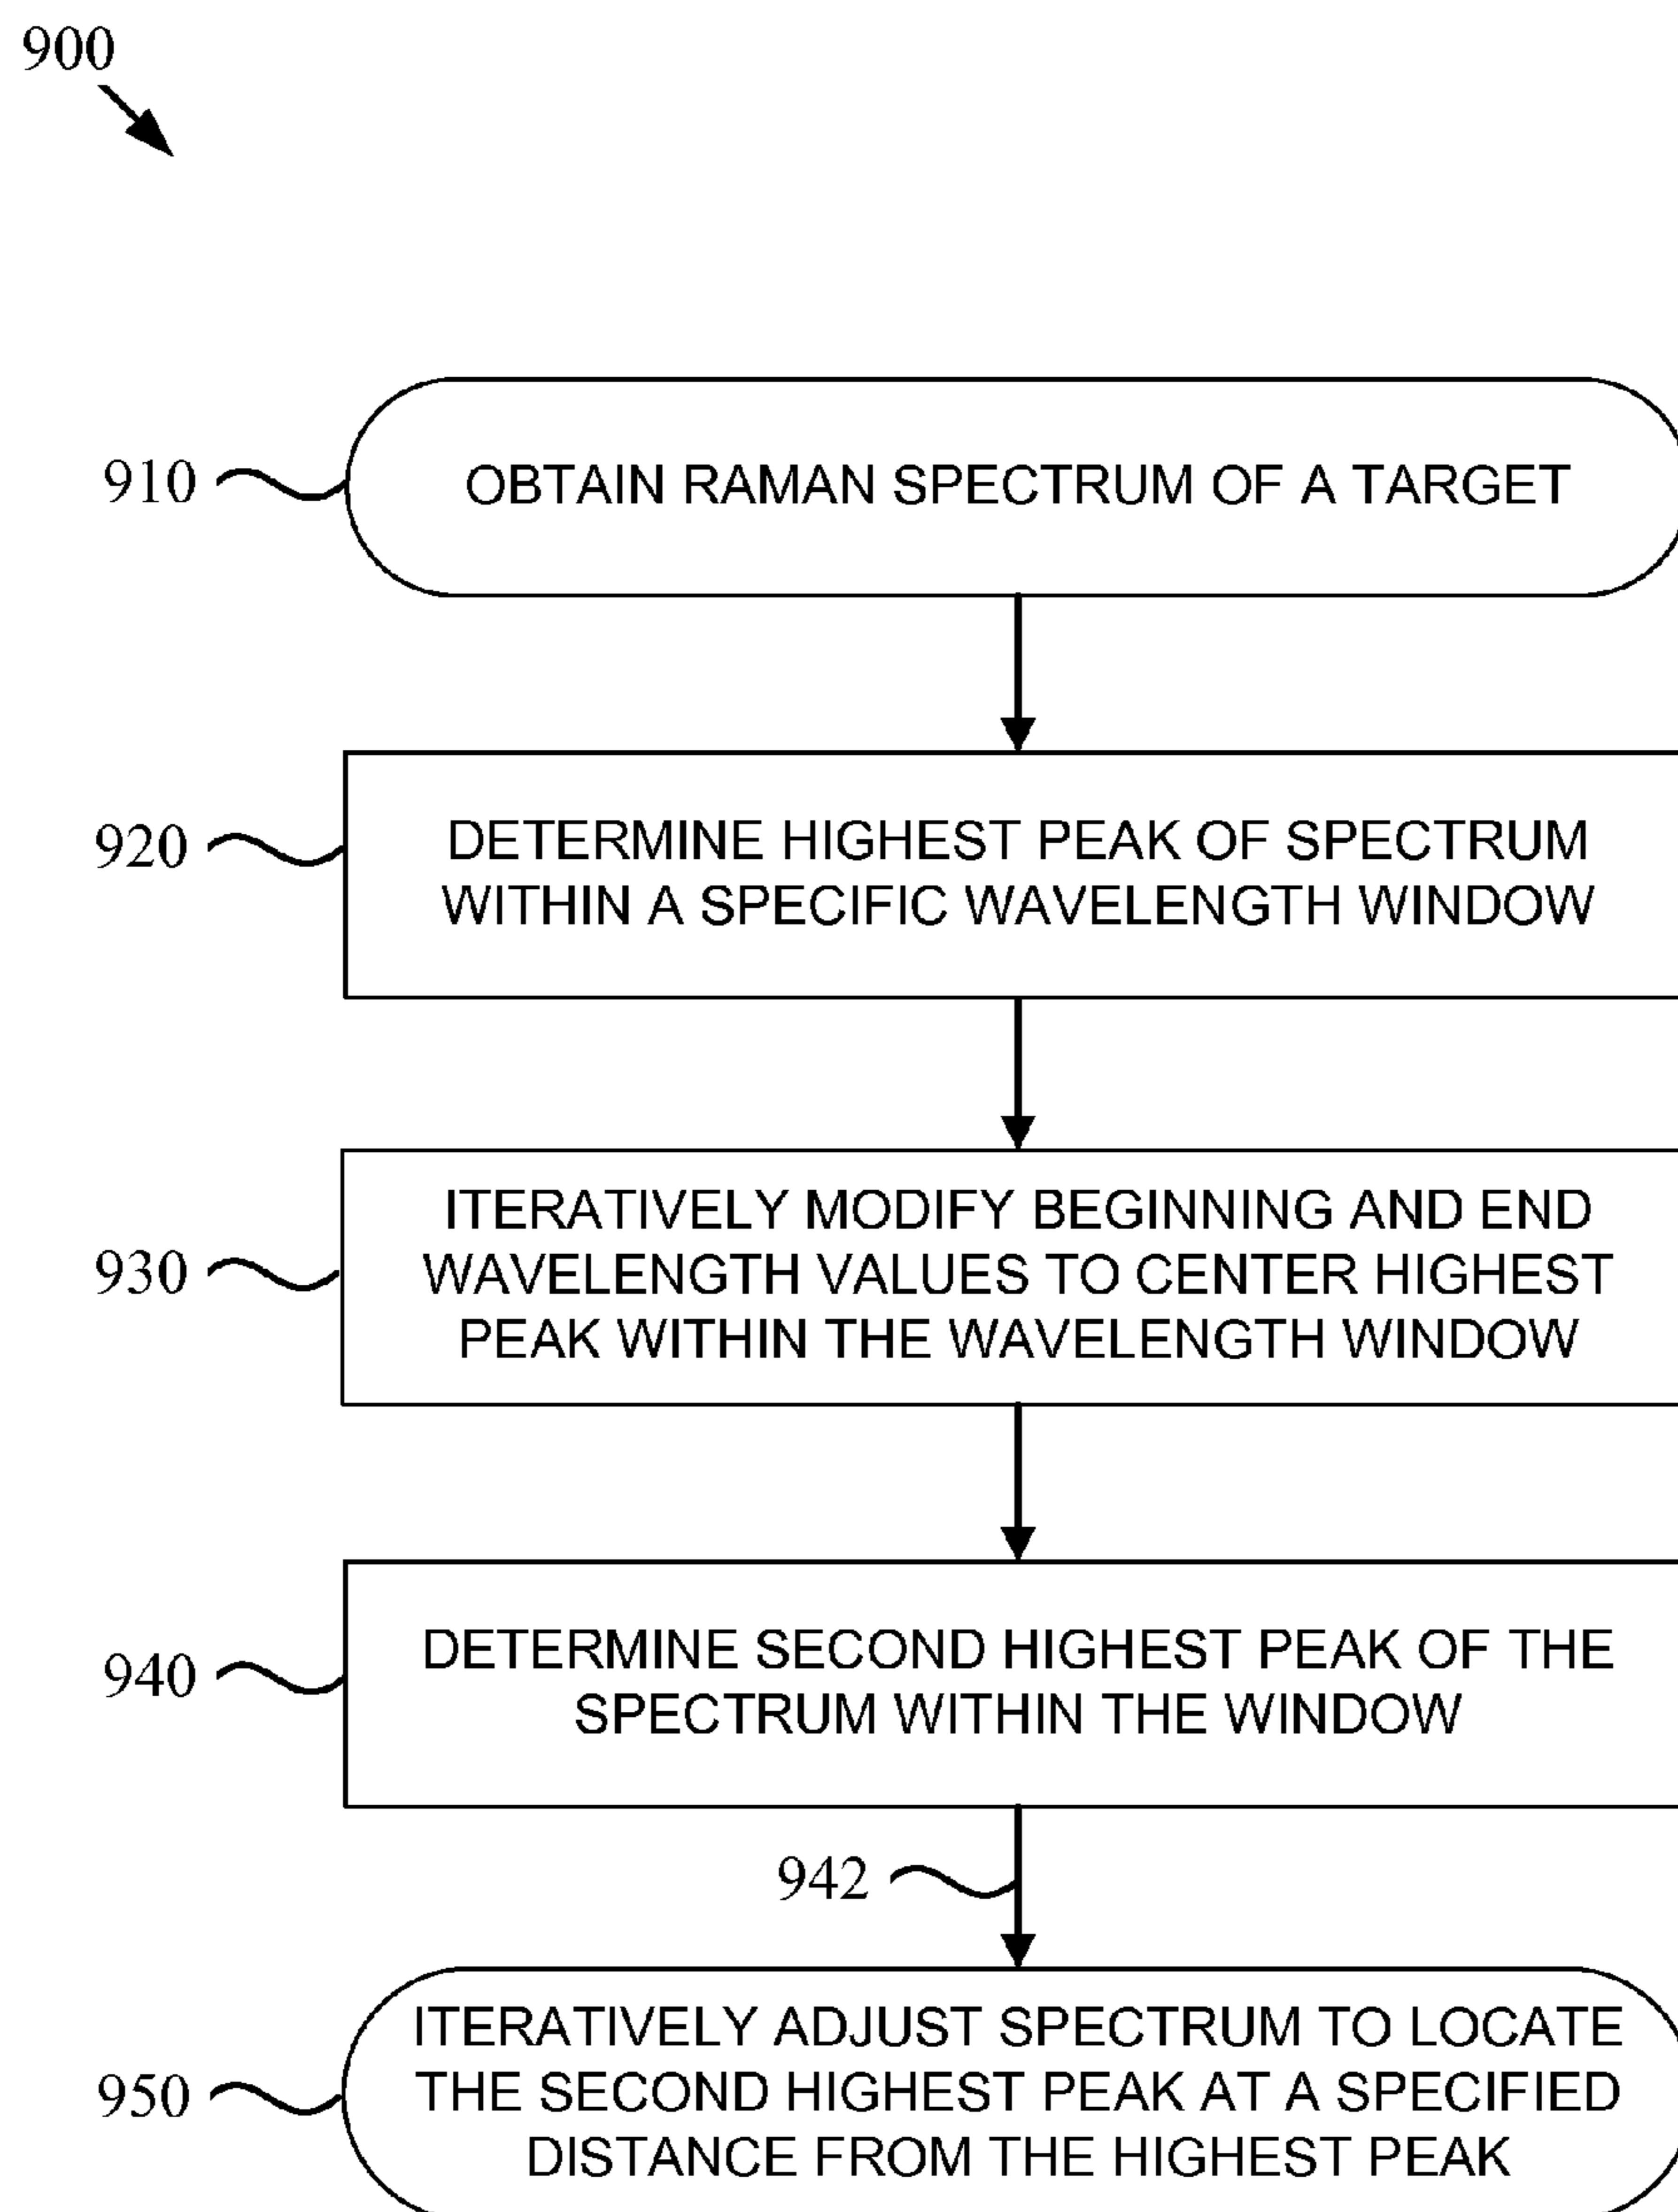 900
910
OBTAIN RAMAN SPECTRUM OF A TARGET
920
DETERMINE HIGHEST PEAK OF SPECTRUM
WITHIN A SPECIFIC WAVELENGTH WINDOW
930
ITERATIVELY MODIFY BEGINNING AND END
WAVELENGTH VALUES TO CENTER HIGHEST
PEAK WITHIN THE WAVELENGTH WINDOW
940
DETERMINE SECOND HIGHEST PEAK OF THE
SPECTRUM WITHIN THE WINDOW
942
950
ITERATIVELY ADJUST SPECTRUM TO LOCATE
THE SECOND HIGHEST PEAK AT A SPECIFIED
DISTANCE FROM THE HIGHEST PEAK